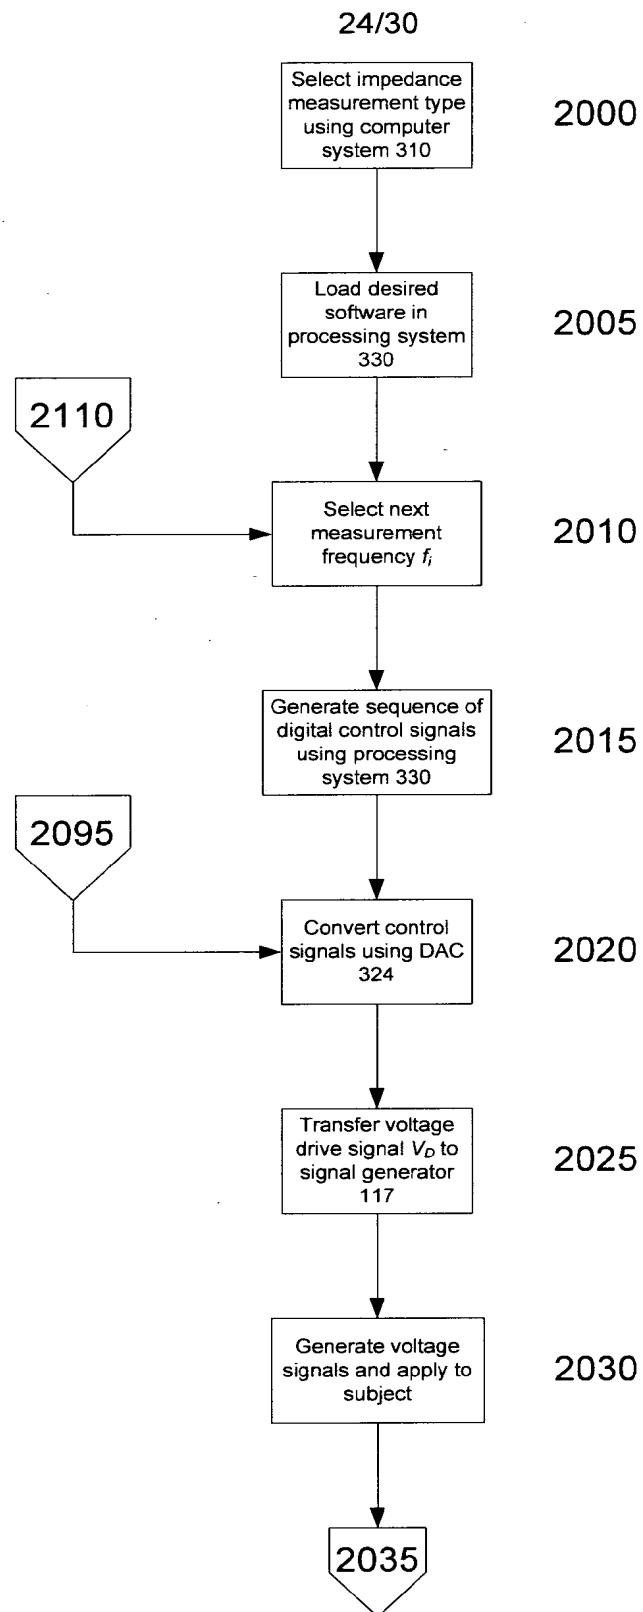 24/30
Select impedance
measurement type
using computer
system 310
2000
Load desired
software in
processing system
330
2005
2110
Select next
measurement
frequency fi
2010
Generate sequence of
digital control signals
using processing
system 330
2015
2095
Convert control
signals using DAC
324
2020
Transfer voltage
drive signal VD to
signal generator
117
2025
Generate voltage
signals and apply to
subject
2030
2035